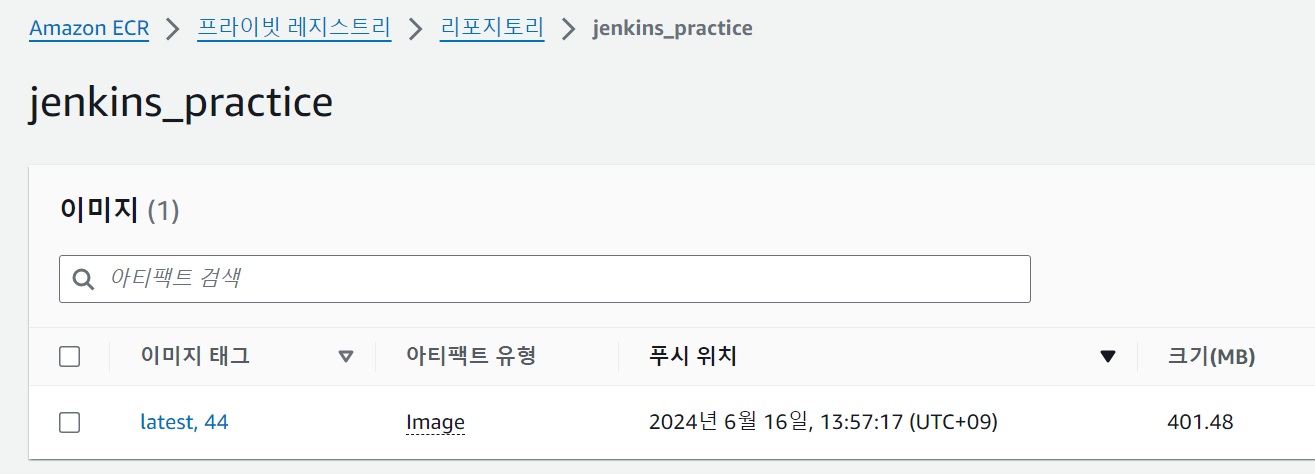 Amazon ECR > 프라이빗 레지스트리 > 리포지토리 > jenkins_practice
jenkins_practice
이미지 (1)
아티팩트 검색
이미지 태그 아티팩트 유형 푸시 위치 크기(MB)
latest, 44 Image 2024년 6월 16일, 13:57:17 (UTC+09) 401.48